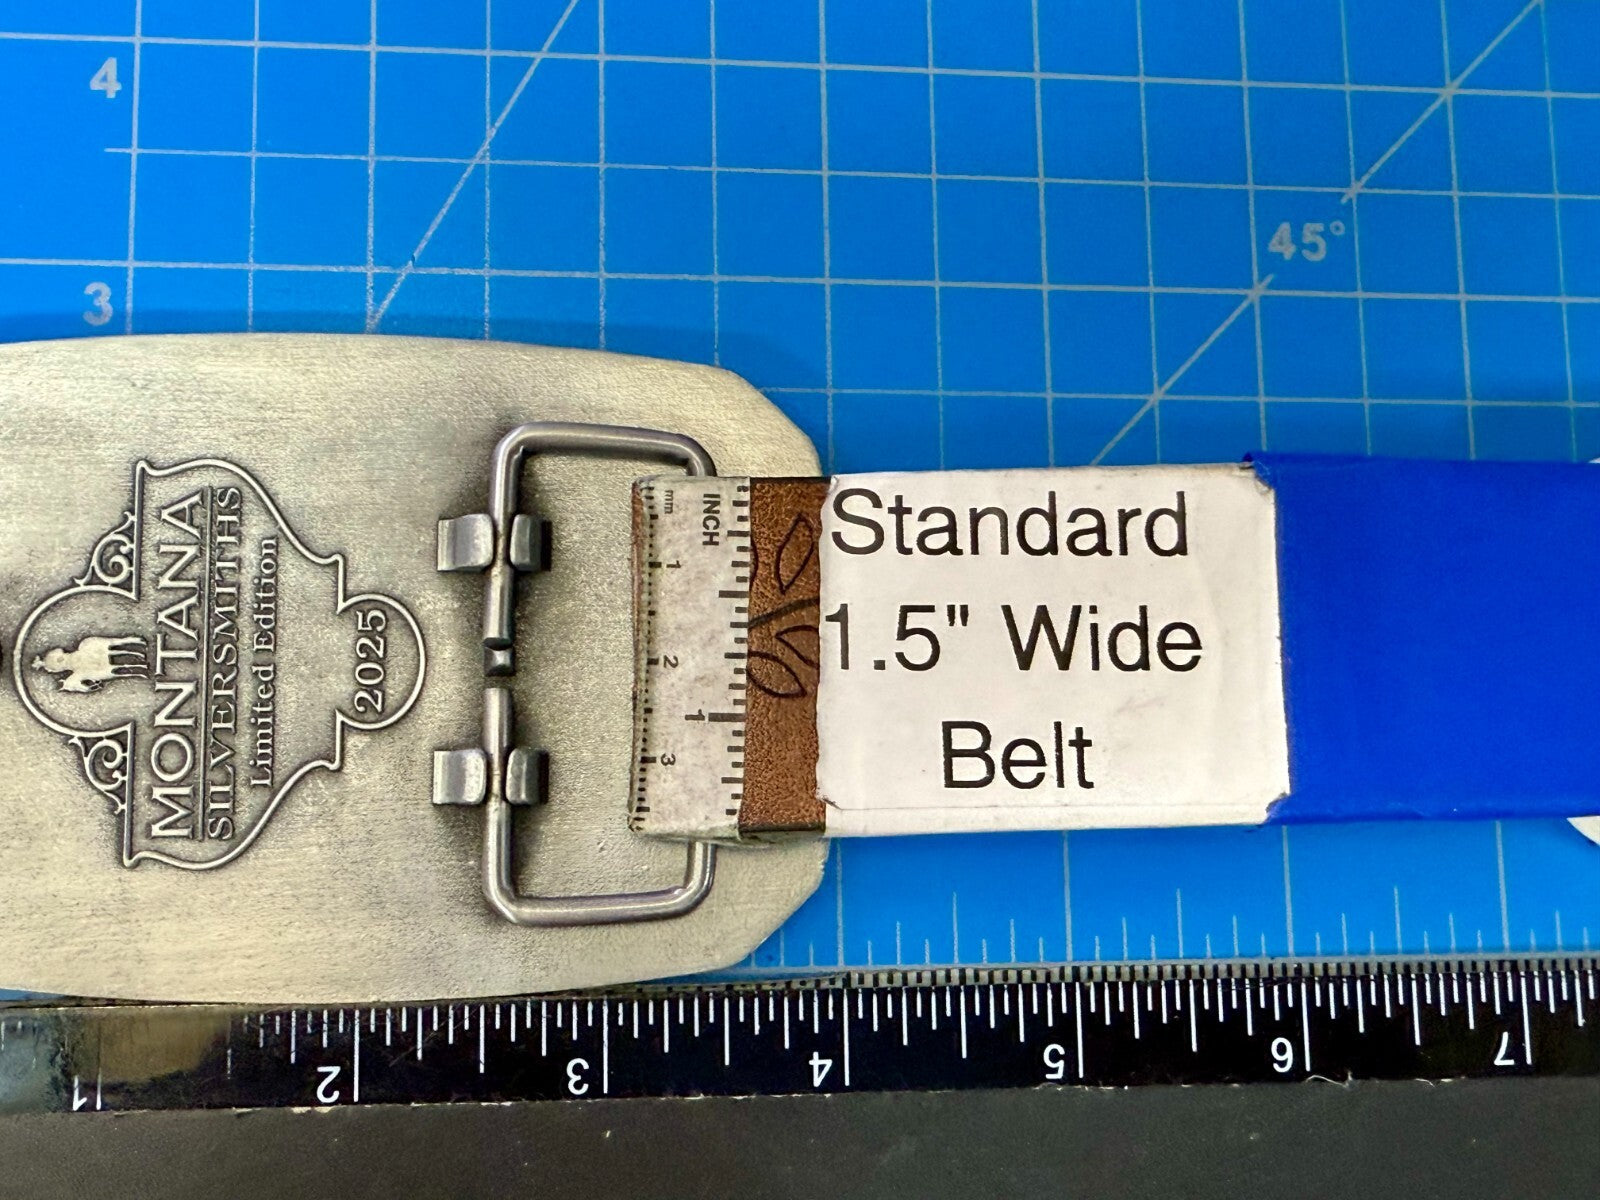 4
3
45°
MONTANA
SILVERSMITHS
Limited Edition
2025
mm
INCH
1
2
1
3
Standard
1.5" Wide
Belt
1
2
3
4
5
6
7